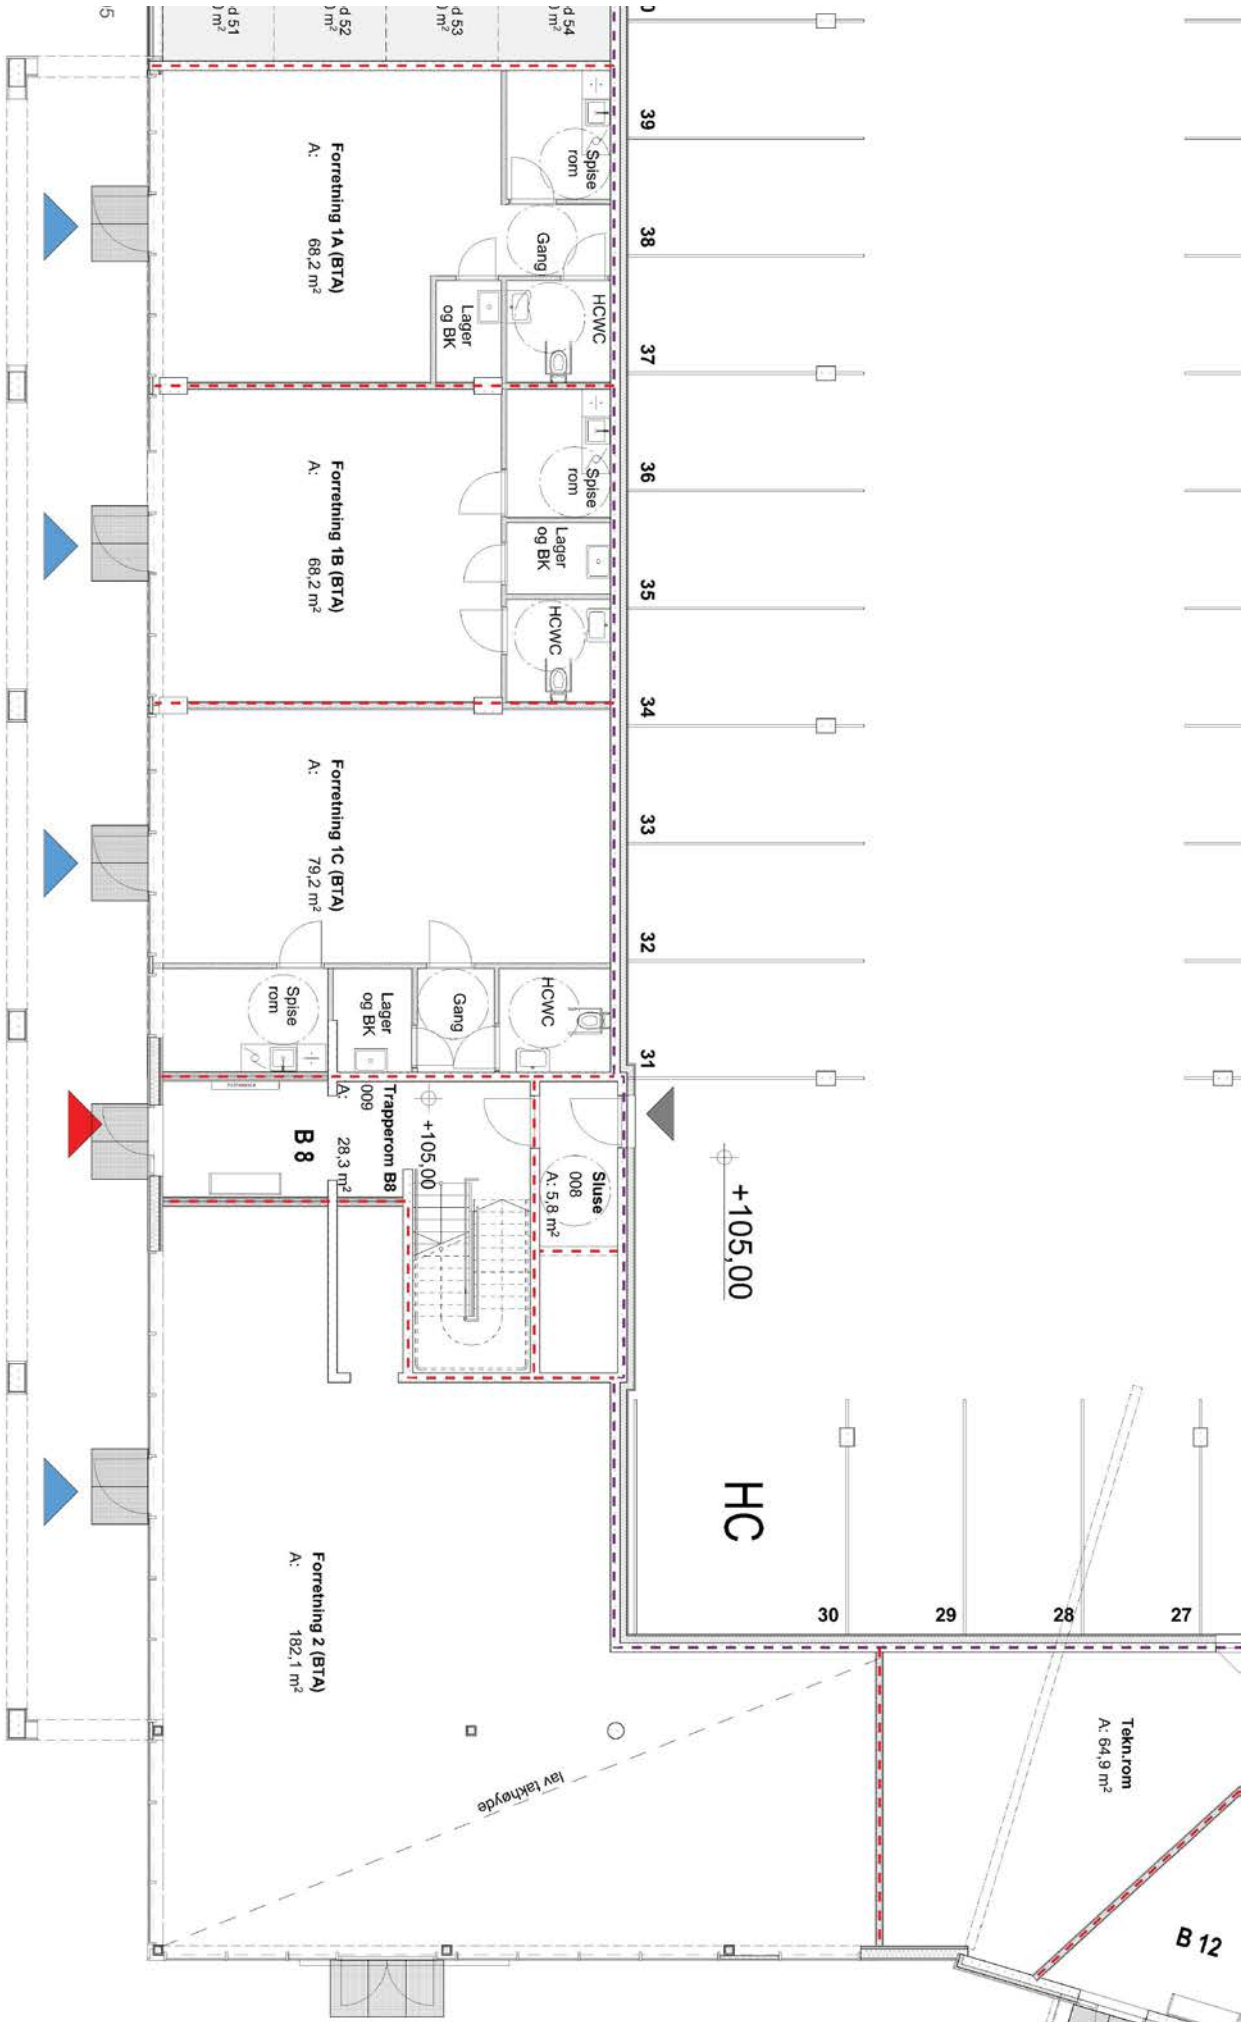 d 51
d 52
d 53
d 54
39
38
37
36
35
34
33
32
31
Spise
rom
Gang
HCWC
Lager
og BK
Forretning 1A (BTA)
A: 68,2 m²
Spise
rom
Lager
og BK
HCWC
Forretning 1B (BTA)
A: 68,2 m²
Forretning 1C (BTA)
A: 79,2 m²
Spise
rom
Lager
og BK
Gang
HCWC
Trapperom B8
009
A: 28,3 m²
B 8
+105,00
Sluse
008
A: 5,8 m²
+105,00
HC
30
29
28
27
Forretning 2 (BTA)
A: 182,1 m²
lav takhøyde
Tekn.rom
A: 64,9 m²
B 12